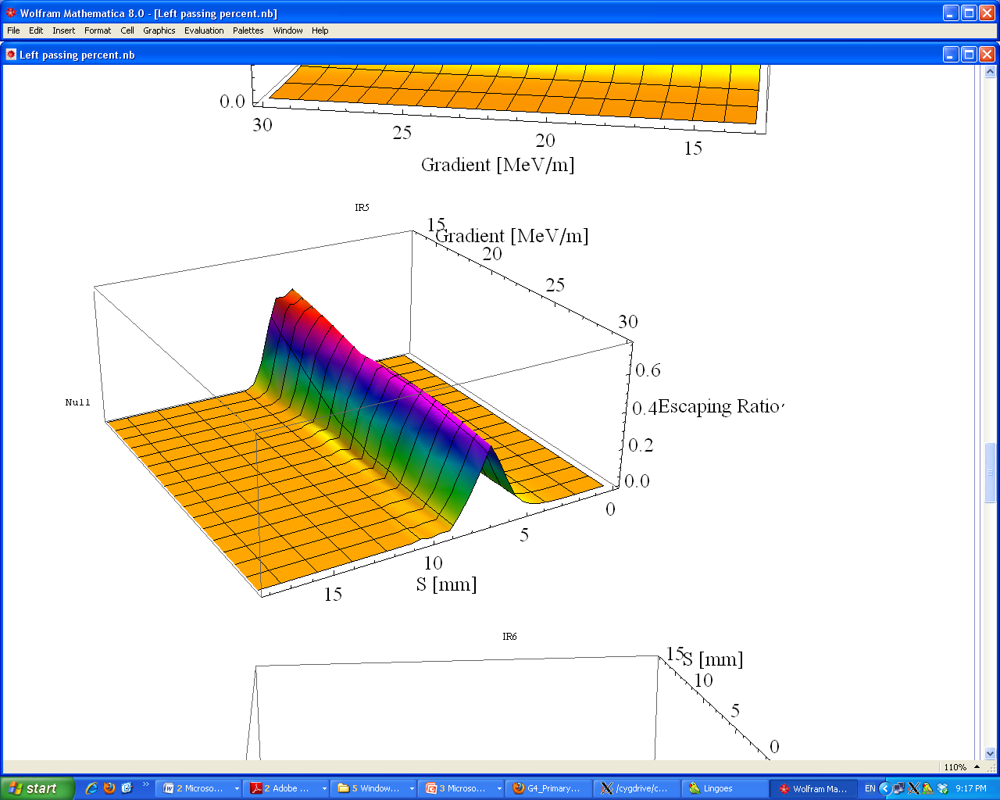 Wolfram Mathematica 8.0 - [Left passing percent.nb]
File Edit Insert Format Cell Graphics Evaluation Palettes Window Help
Left passing percent.nb
0.0
30
25
20
15
Gradient [MeV/m]
IR5
15
Gradient [MeV/m]
20
25
30
0.6
0.4
Escaping Ratio
0.2
0.0
Null
0
5
10
15
S [mm]
IR6
15
S [mm]
10
5
0
110%
start
2 Microso...
2 Adobe ...
5 Window...
3 Microso...
G4_Primary...
/cygdrive/c...
Lingoes
Wolfram Ma...
EN
9:17 PM